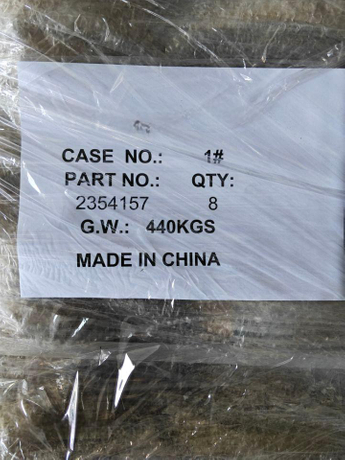 CASE NO.: 1#
PART NO.: QTY:
2354157 8
G.W.: 440KGS
MADE IN CHINA